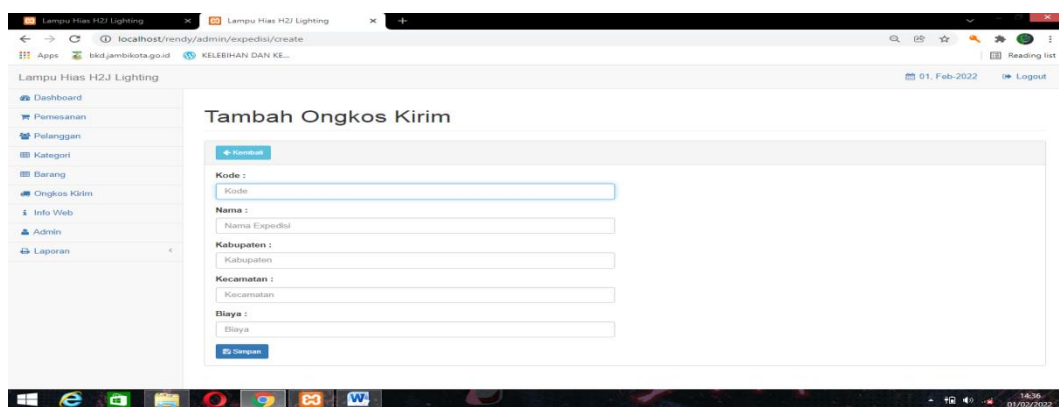 Lampu Hias H2J Lighting
Lampu Hias H2J Lighting
localhost/rendy/admin/expedisi/create
Apps
bkd.jambikota.go.id
KELEBIHAN DAN KE...
Reading list
Lampu Hias H2J Lighting
01. Feb-2022
Logout
Dashboard
Pemesanan
Pelanggan
Kategori
Barang
Ongkos Kirim
Info Web
Admin
Laporan
Tambah Ongkos Kirim
Kembali
Kode :
Kode
Nama :
Nama Expedisi
Kabupaten :
Kabupaten
Kecamatan :
Kecamatan
Biaya :
Biaya
Simpan
14:36
01/02/2022